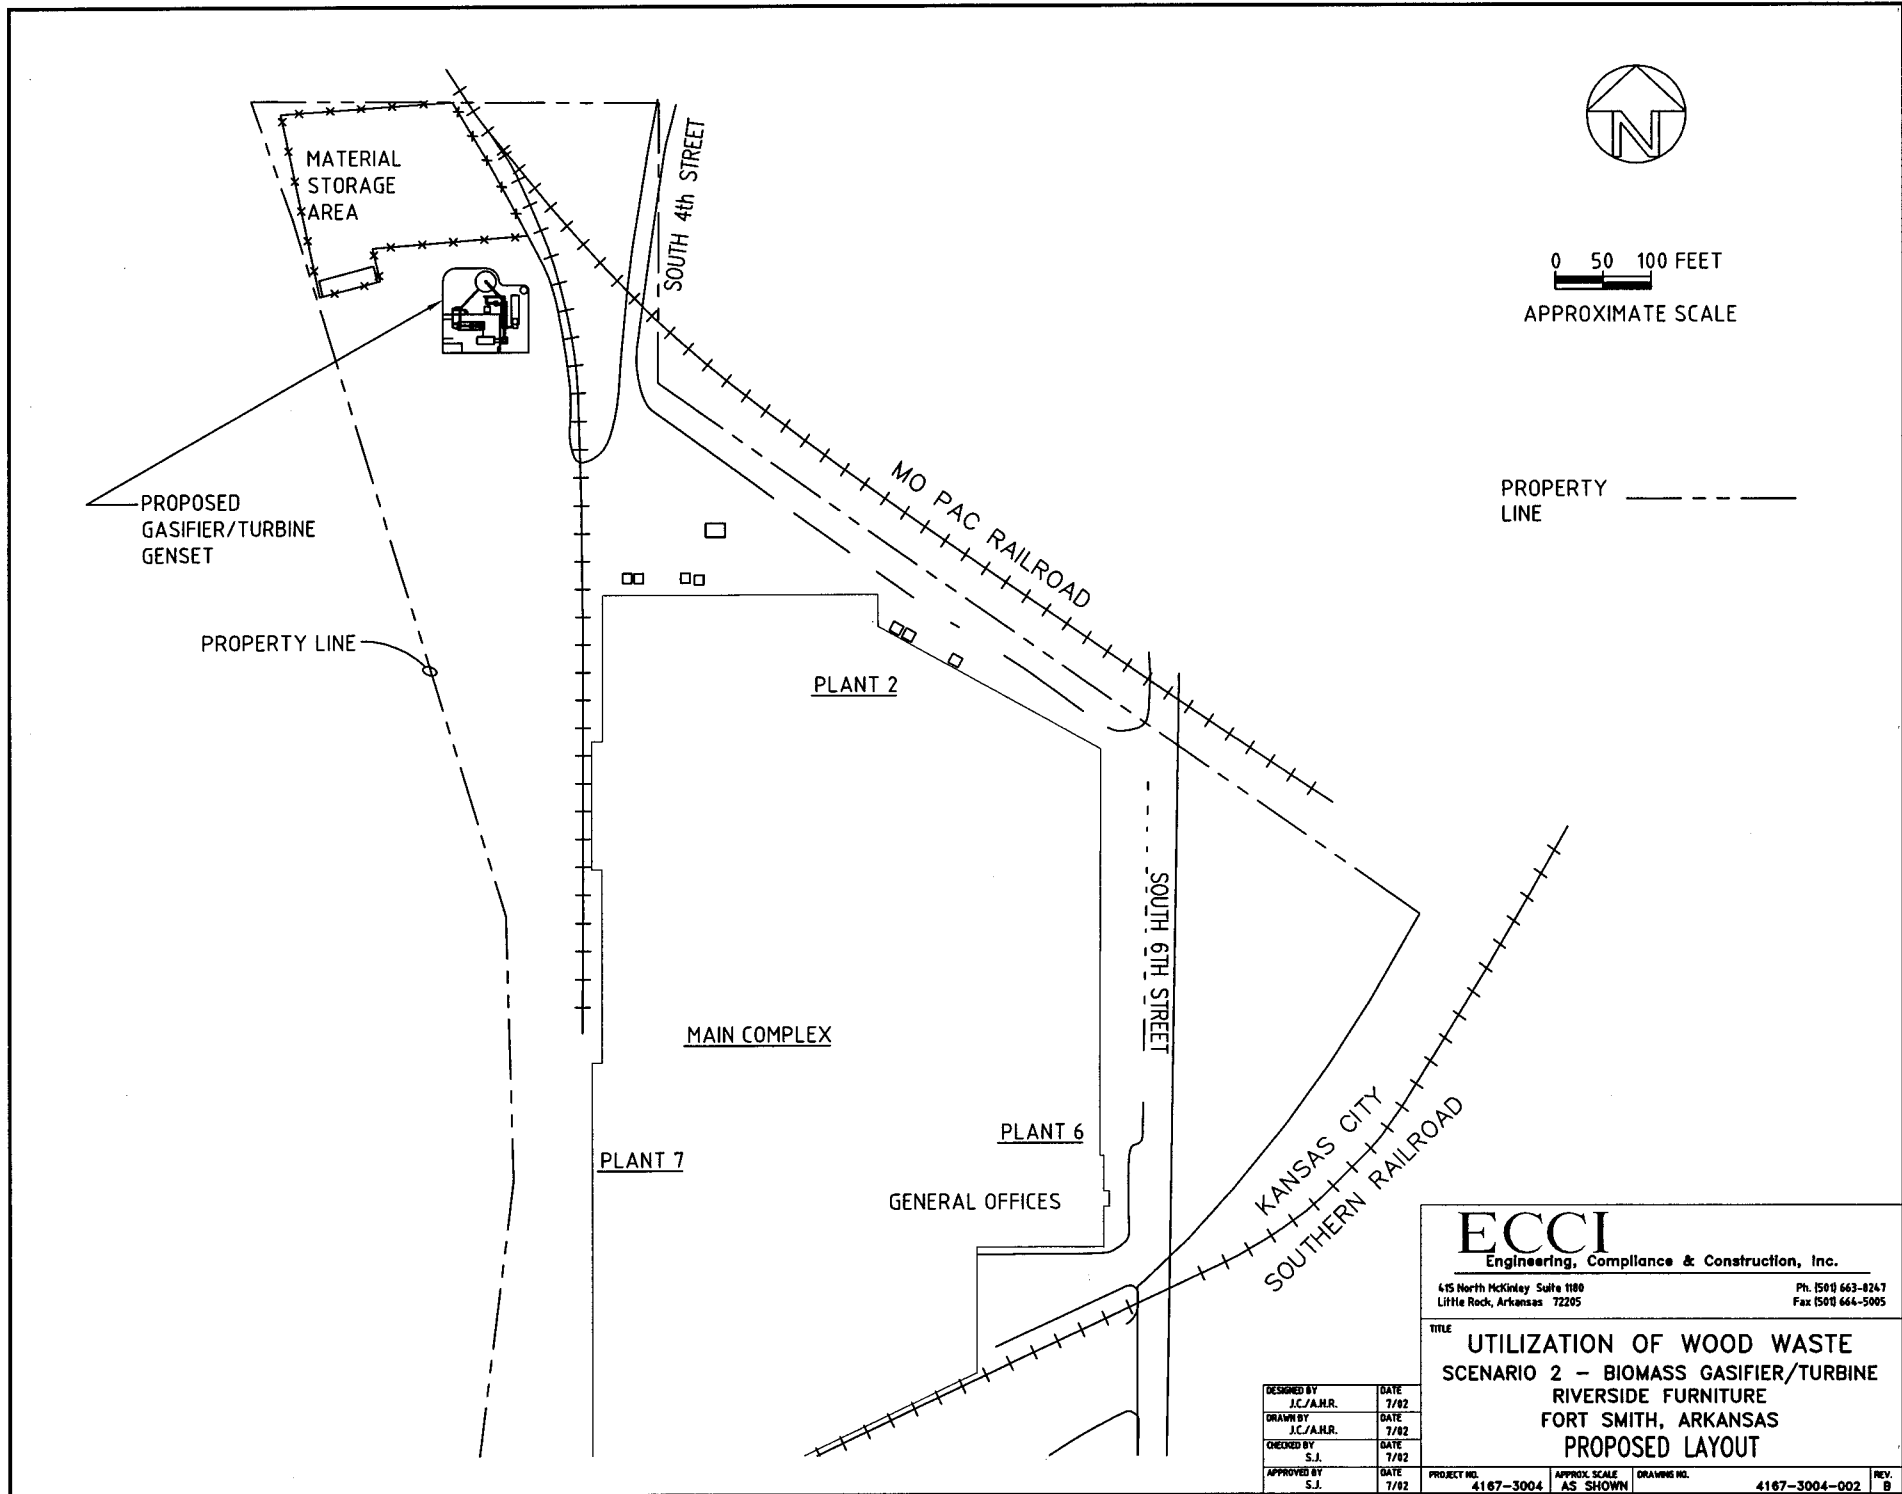 MATERIAL
STORAGE
AREA
SOUTH 4th STREET
N
0 50 100 FEET
APPROXIMATE SCALE
PROPERTY
LINE
MO PAC RAILROAD
PROPOSED
GASIFIER/TURBINE
GENSET
PROPERTY LINE
PLANT 2
SOUTH 6TH STREET
MAIN COMPLEX
PLANT 6
PLANT 7
GENERAL OFFICES
KANSAS CITY
SOUTHERN RAILROAD
ECCI
Engineering, Compliance & Construction, Inc.
415 North McKinley Suite 1180
Little Rock, Arkansas 72205
Ph. (501) 663-8247
Fax (501) 664-5005
TITLE
UTILIZATION OF WOOD WASTE
SCENARIO 2 - BIOMASS GASIFIER/TURBINE
RIVERSIDE FURNITURE
FORT SMITH, ARKANSAS
PROPOSED LAYOUT
DESIGNED BY DATE
J.C./A.H.R. 7/02
DRAWN BY DATE
J.C./A.H.R. 7/02
CHECKED BY DATE
S.J. 7/02
APPROVED BY DATE
S.J. 7/02
PROJECT NO. APPROX. SCALE DRAWING NO. REV.
4167-3004 AS SHOWN 4167-3004-002 B